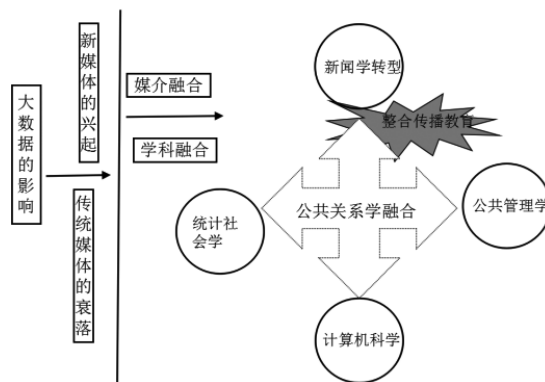 大数据的影响
新媒体的兴起
传统媒体的衰落
媒介融合
学科融合
新闻学转型
整合传播教育
公共关系学融合
统计社
会学
公共管理学
计算机科学